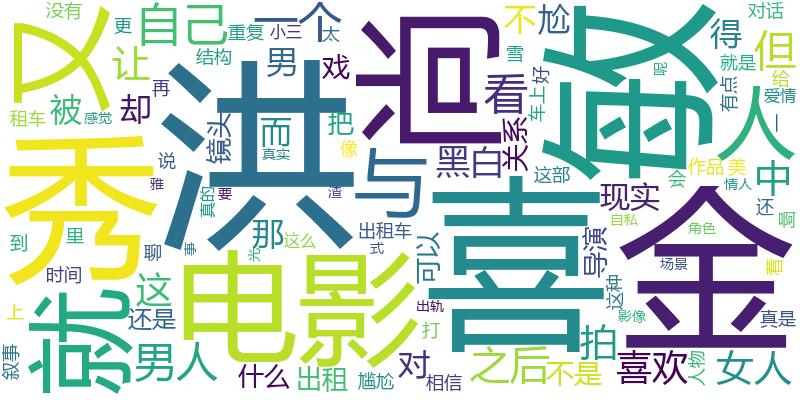 没有
更
自己
重复
小三
太
一个
不
尬
得
对话
但
又
洪
尚
敏
结构
让
男
戏
看
雪
好
就是
呢
给
有点
爱情
一
人
租车
被
感觉
却
再
镜头
而
真实
把
像
关系
车上
黑白
秀
与
喜
金
说
雅
真的
要
渣
这部
现实
会
作品
美
情人
中
还
啊
到
里
聊
事
那
这么
出租车
式
可以
导演
自私
角色
电影
就
这
时间
光
出轨
这种
场景
着
上
还是
打
拍
影像
真是
叙事
男人
什么
出租
尴尬
对
相信
之后
不是
喜欢
人物
女人